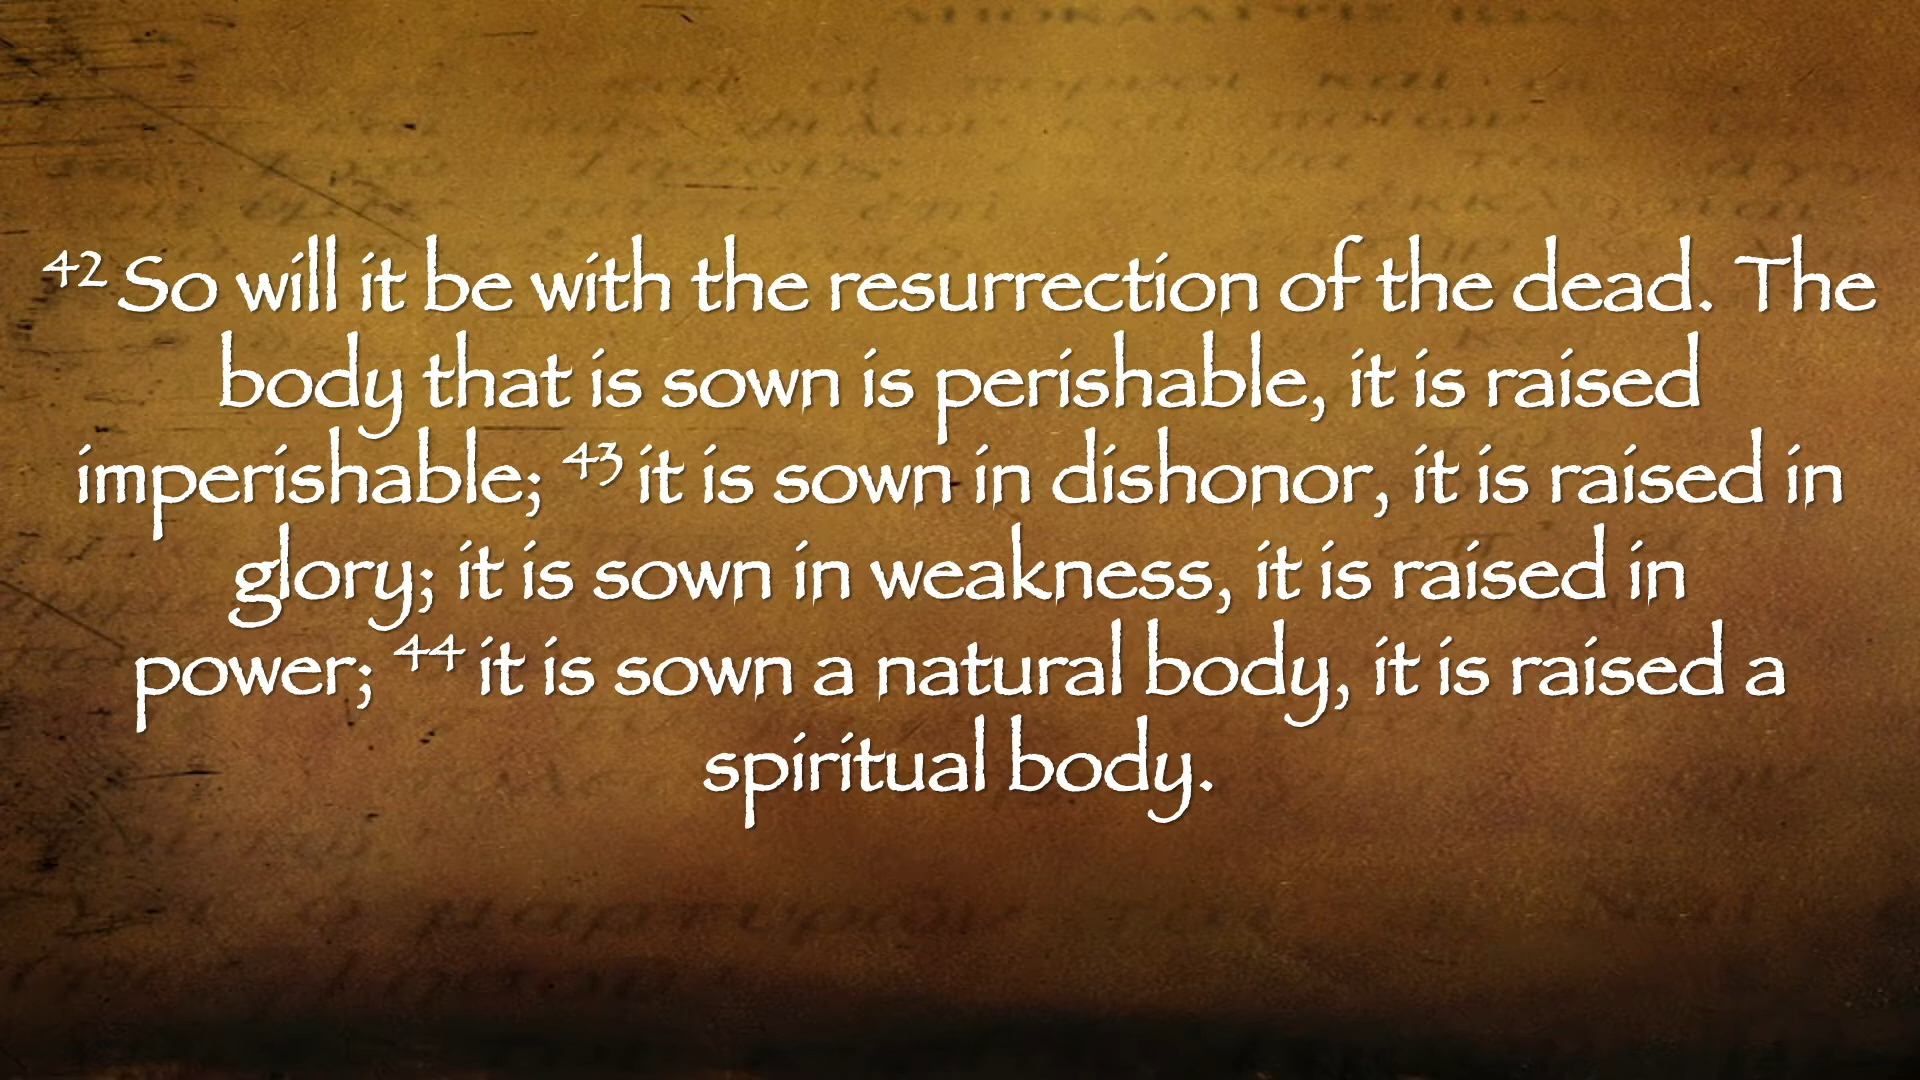 42 So will it be with the resurrection of the dead. The
body that is sown is perishable, it is raised
imperishable; 43 it is sown in dishonor, it is raised in
glory; it is sown in weakness, it is raised in
power; 44 it is sown a natural body, it is raised a
spiritual body.